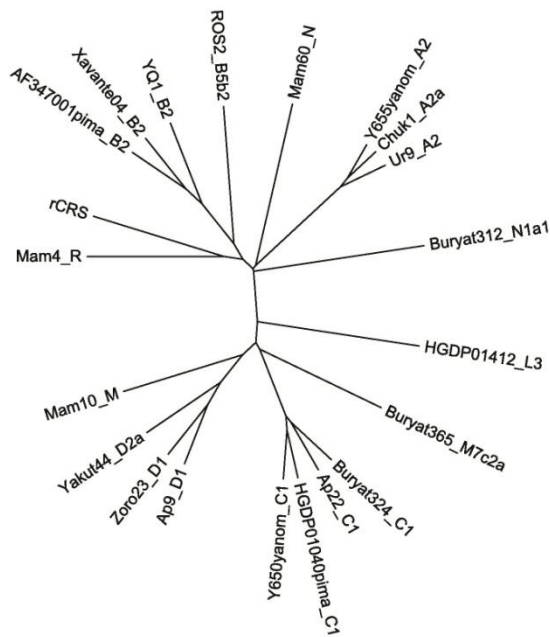 ROS2_B5b2
Mam60_N
YQ1_B2
Xavante04_B2
AF347001pima_B2
Y655yanom_A2
Chuk1_A2a
Ur9_A2
rCRS
Mam4_R
Buryat312_N1a1
HGDP01412_L3
Mam10_M
Buryat365_M7c2a
Yakut44_D2a
Zoro23_D1
Ap9_D1
Y650yanom_C1
HGDP01040pima_C1
Ap22_C1
Buryat324_C1